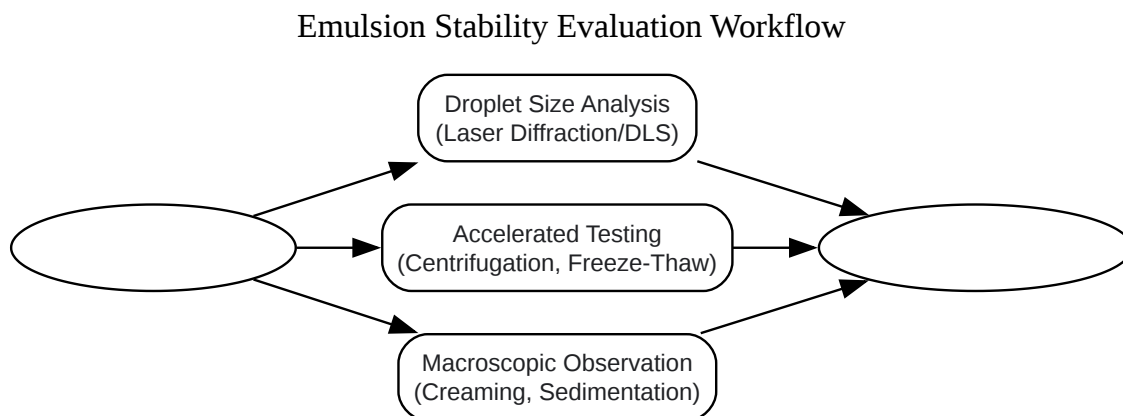 Emulsion Stability Evaluation Workflow
Droplet Size Analysis
(Laser Diffraction/DLS)
Accelerated Testing
(Centrifugation, Freeze-Thaw)
Macroscopic Observation
(Creaming, Sedimentation)